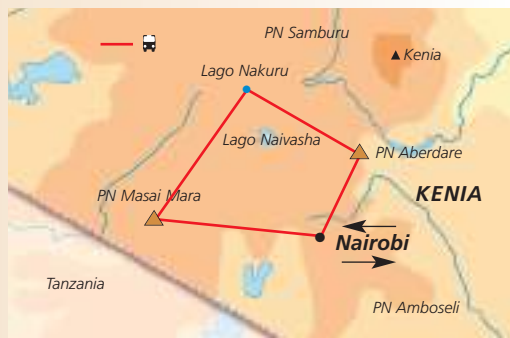 PN Samburu
Kenia
Lago Nakuru
Lago Naivasha
PN Aberdare
PN Masai Mara
KENIA
Nairobi
Tanzania
PN Amboseli